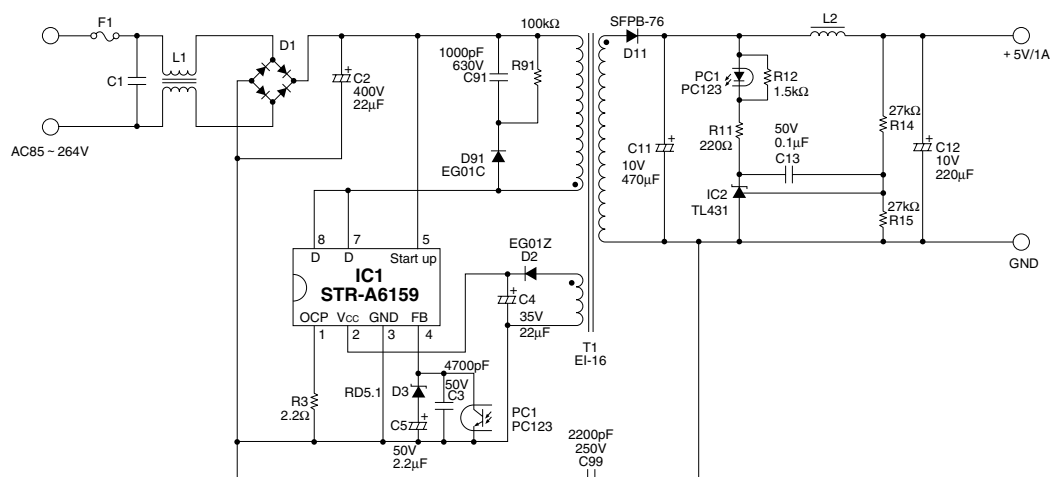 F1
L1
D1
C1
AC85 ~ 264V
C2
400V
22µF
1000pF
630V
C91
100kΩ
R91
D91
EG01C
SFPB-76
D11
L2
+ 5V/1A
PC1
PC123
R12
1.5kΩ
R11
220Ω
50V
0.1µF
C13
27kΩ
R14
C11
10V
470µF
C12
10V
220µF
IC2
TL431
27kΩ
R15
GND
8
7
5
D
D
Start up
IC1
STR-A6159
OCP
Vcc
GND
FB
1
2
3
4
EG01Z
D2
C4
35V
22µF
T1
EI-16
R3
2.2Ω
RD5.1
D3
4700pF
50V
C3
C5
50V
2.2µF
PC1
PC123
2200pF
250V
C99